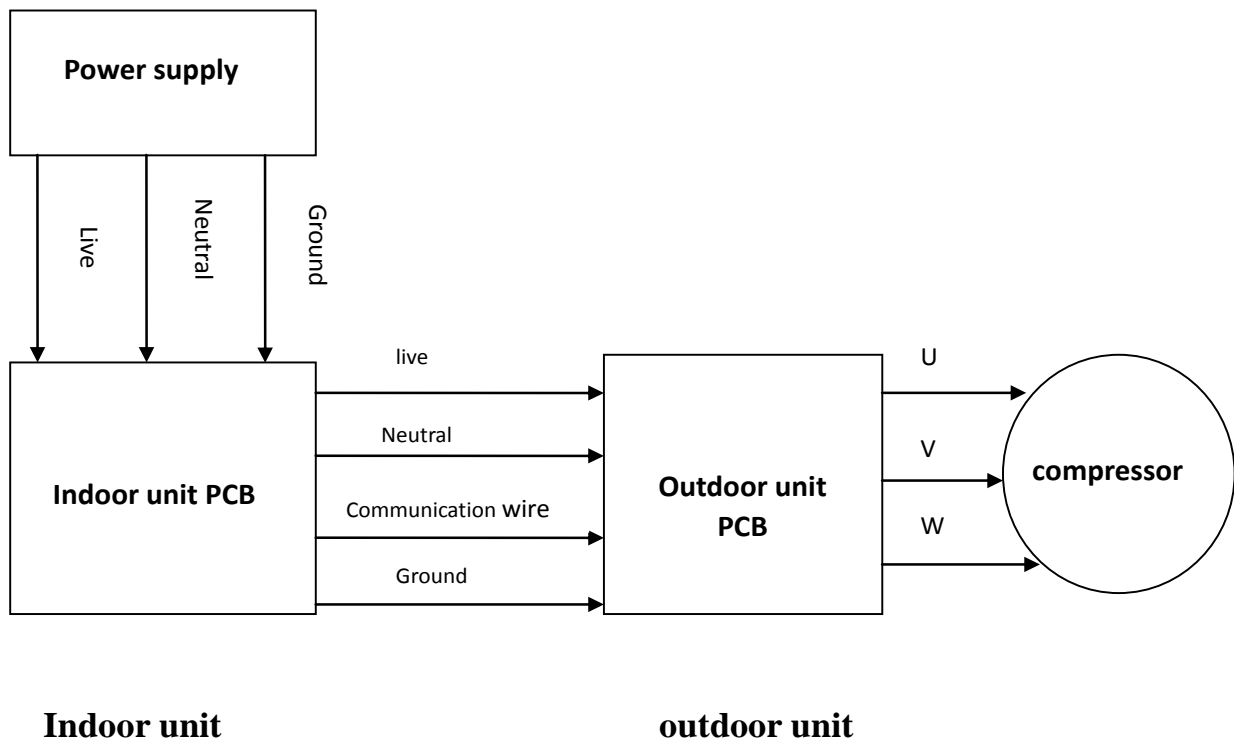 Power supply
Live
Neutral
Ground
live
Neutral
Communication wire
Ground
Indoor unit PCB
Outdoor unit
PCB
U
V
W
compressor
Indoor unit
outdoor unit